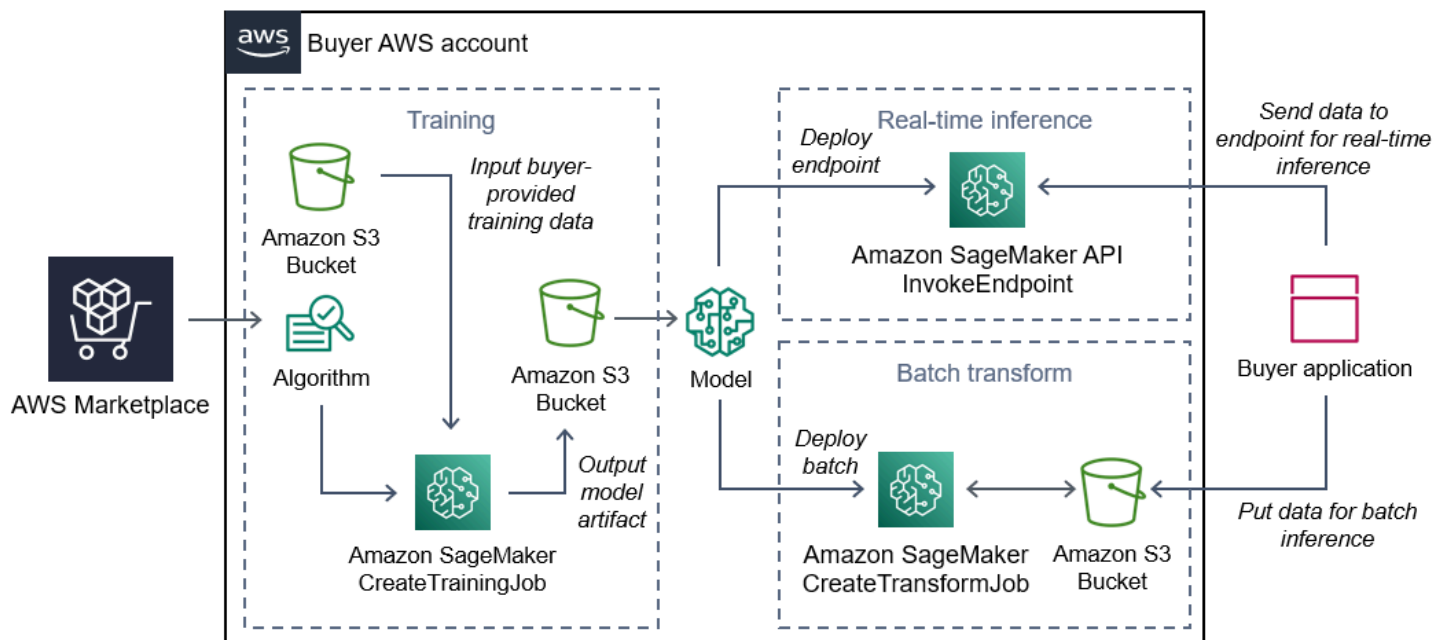 aws
Buyer AWS account
Training
Input buyer-
provided
training data
Amazon S3
Bucket
Algorithm
AWS Marketplace
Amazon S3
Bucket
Output
model
artifact
Amazon SageMaker
CreateTrainingJob
Model
Real-time inference
Deploy
endpoint
Amazon SageMaker API
InvokeEndpoint
Send data to
endpoint for real-time
inference
Buyer application
Batch transform
Deploy
batch
Amazon SageMaker
CreateTransformJob
Amazon S3
Bucket
Put data for batch
inference